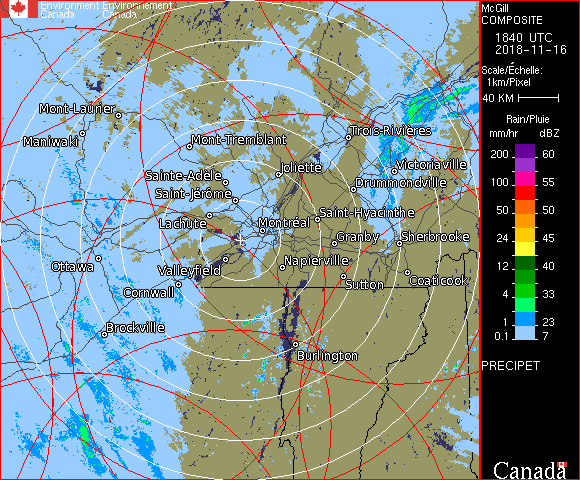 Environment Environnement
Canada Canada
McGill
COMPOSITE
1840 UTC
2018-11-16
Scale/Échelle:
1km/Pixel
40 KM
Rain/Pluie
mm/hr dBZ
200 60
100 55
50 50
24 45
12 40
4 33
1 23
0.1 7
PRECIPET
Mont-Laurier
Maniwaki
Mont-Tremblant
Trois-Rivières
Sainte-Adèle
Joliette
Victoriaville
Saint-Jérôme
Drummondville
Lachute
Montréal
Saint-Hyacinthe
Granby
Sherbrooke
Ottawa
Valleyfield
Napierville
Cornwall
Sutton
Coaticook
Brockville
Burlington
Canada